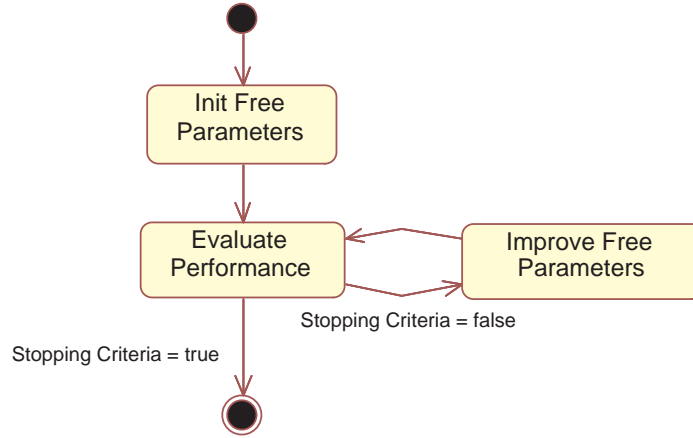 Init Free
Parameters
Evaluate
Performance
Improve Free
Parameters
Stopping Criteria = false
Stopping Criteria = true